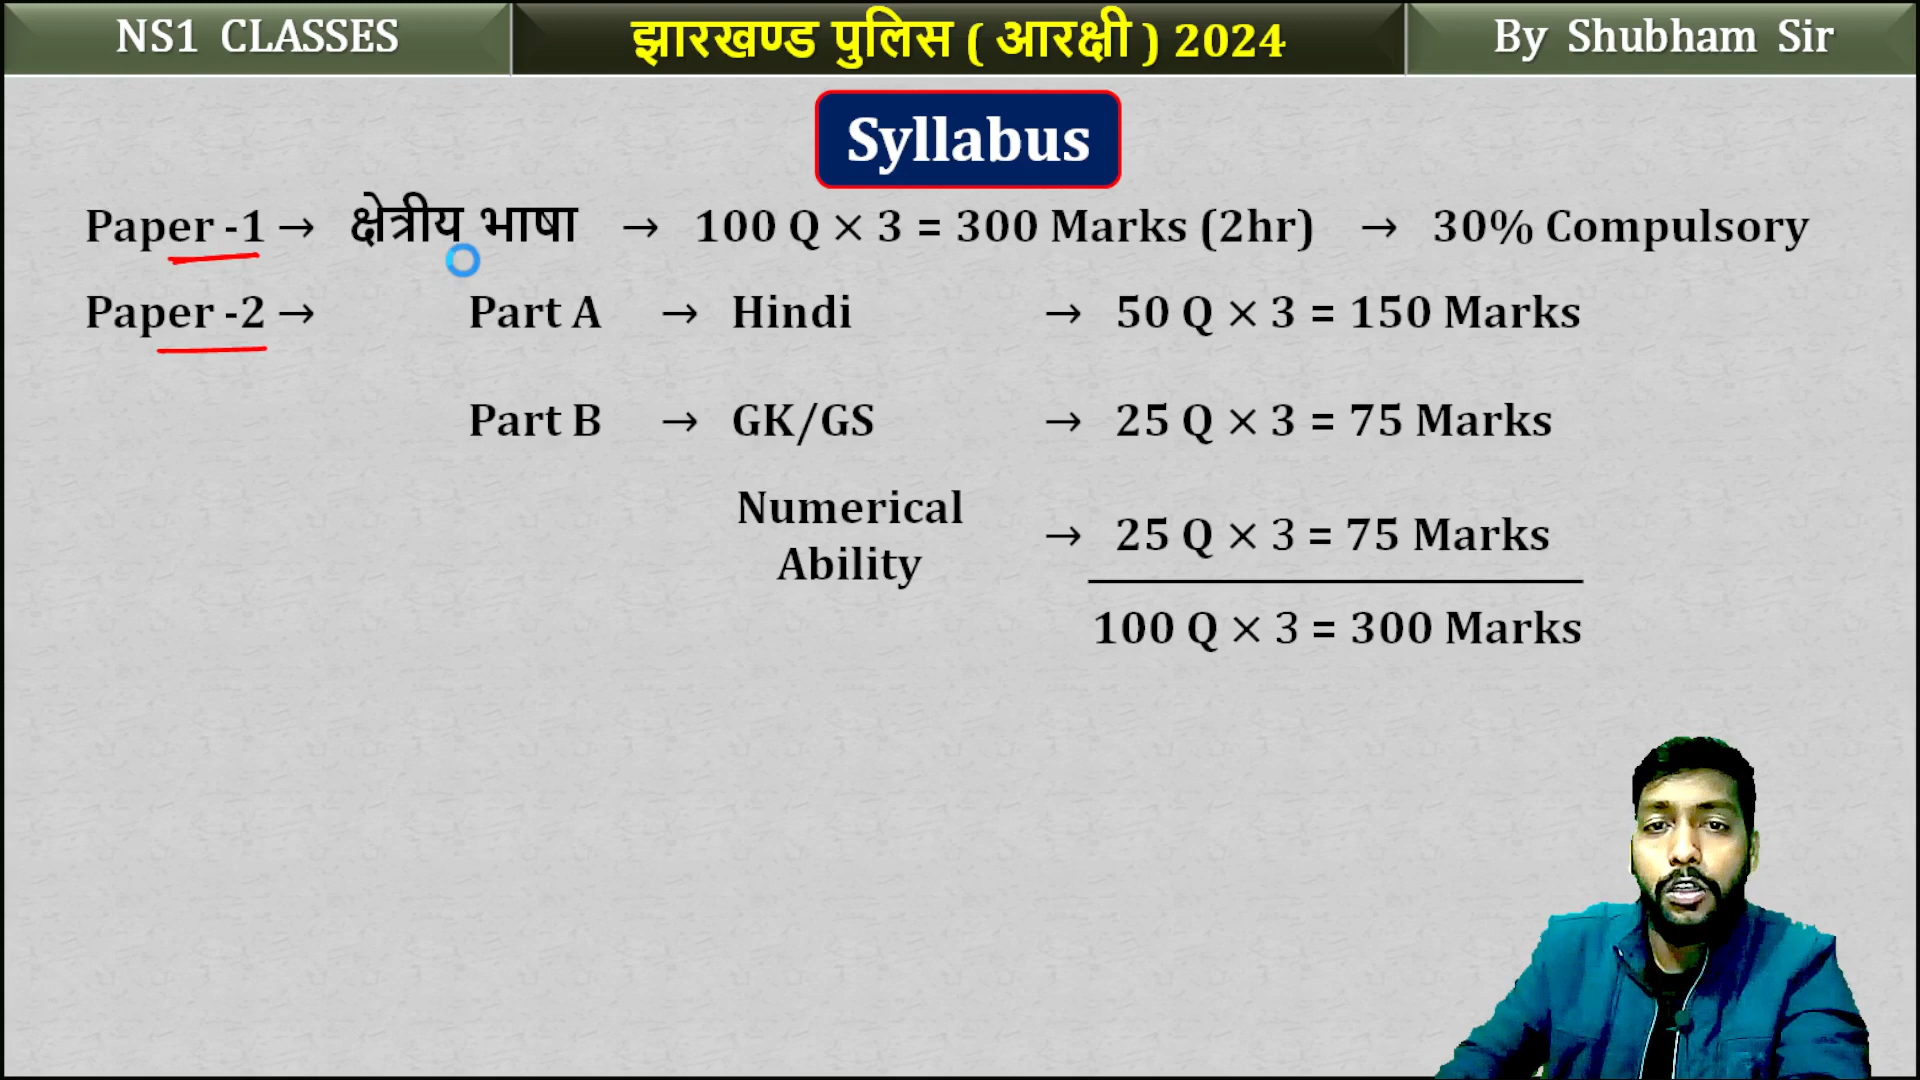 NS1 CLASSES
झारखण्ड पुलिस ( आरक्षी ) 2024
By Shubham Sir
Syllabus
Paper -1 → क्षेत्रीय भाषा → 100 Q × 3 = 300 Marks (2hr) → 30% Compulsory
Paper -2 → Part A → Hindi → 50 Q × 3 = 150 Marks
Part B → GK/GS → 25 Q × 3 = 75 Marks
Numerical
Ability → 25 Q × 3 = 75 Marks
100 Q × 3 = 300 Marks